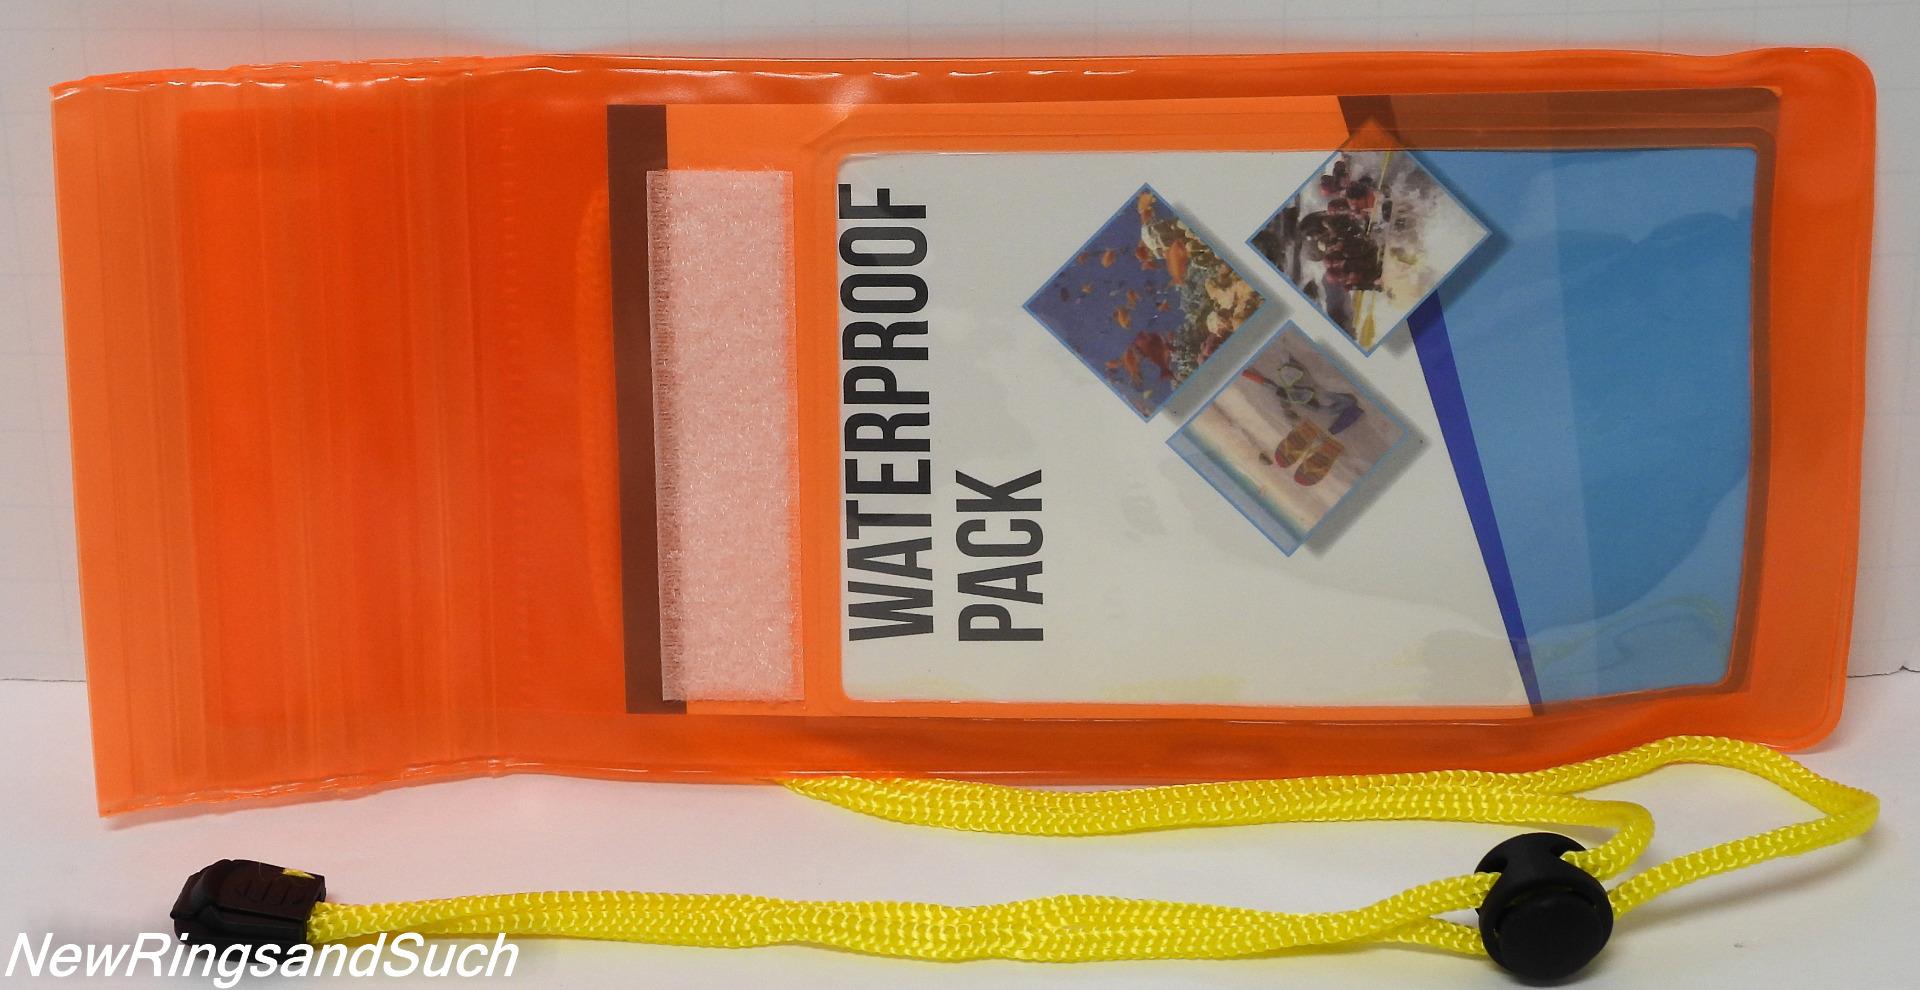 WATERPROOF
PACK
NewRingsandSuch